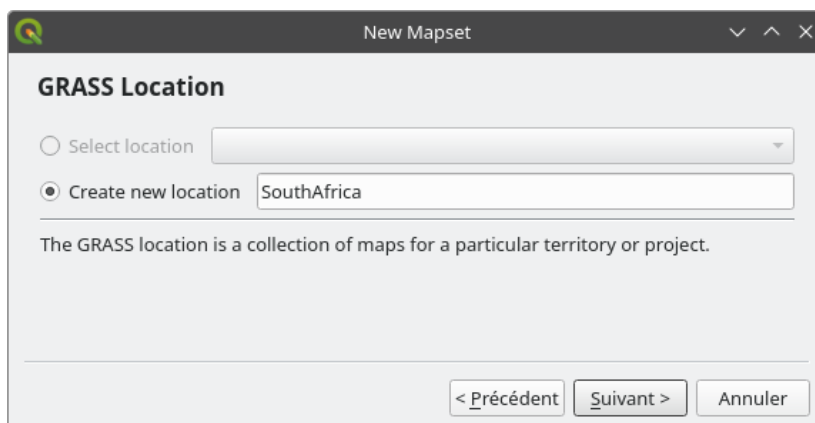 New Mapset
GRASS Location
Select location
Create new location SouthAfrica
The GRASS location is a collection of maps for a particular territory or project.
< Précédent Suivant > Annuler